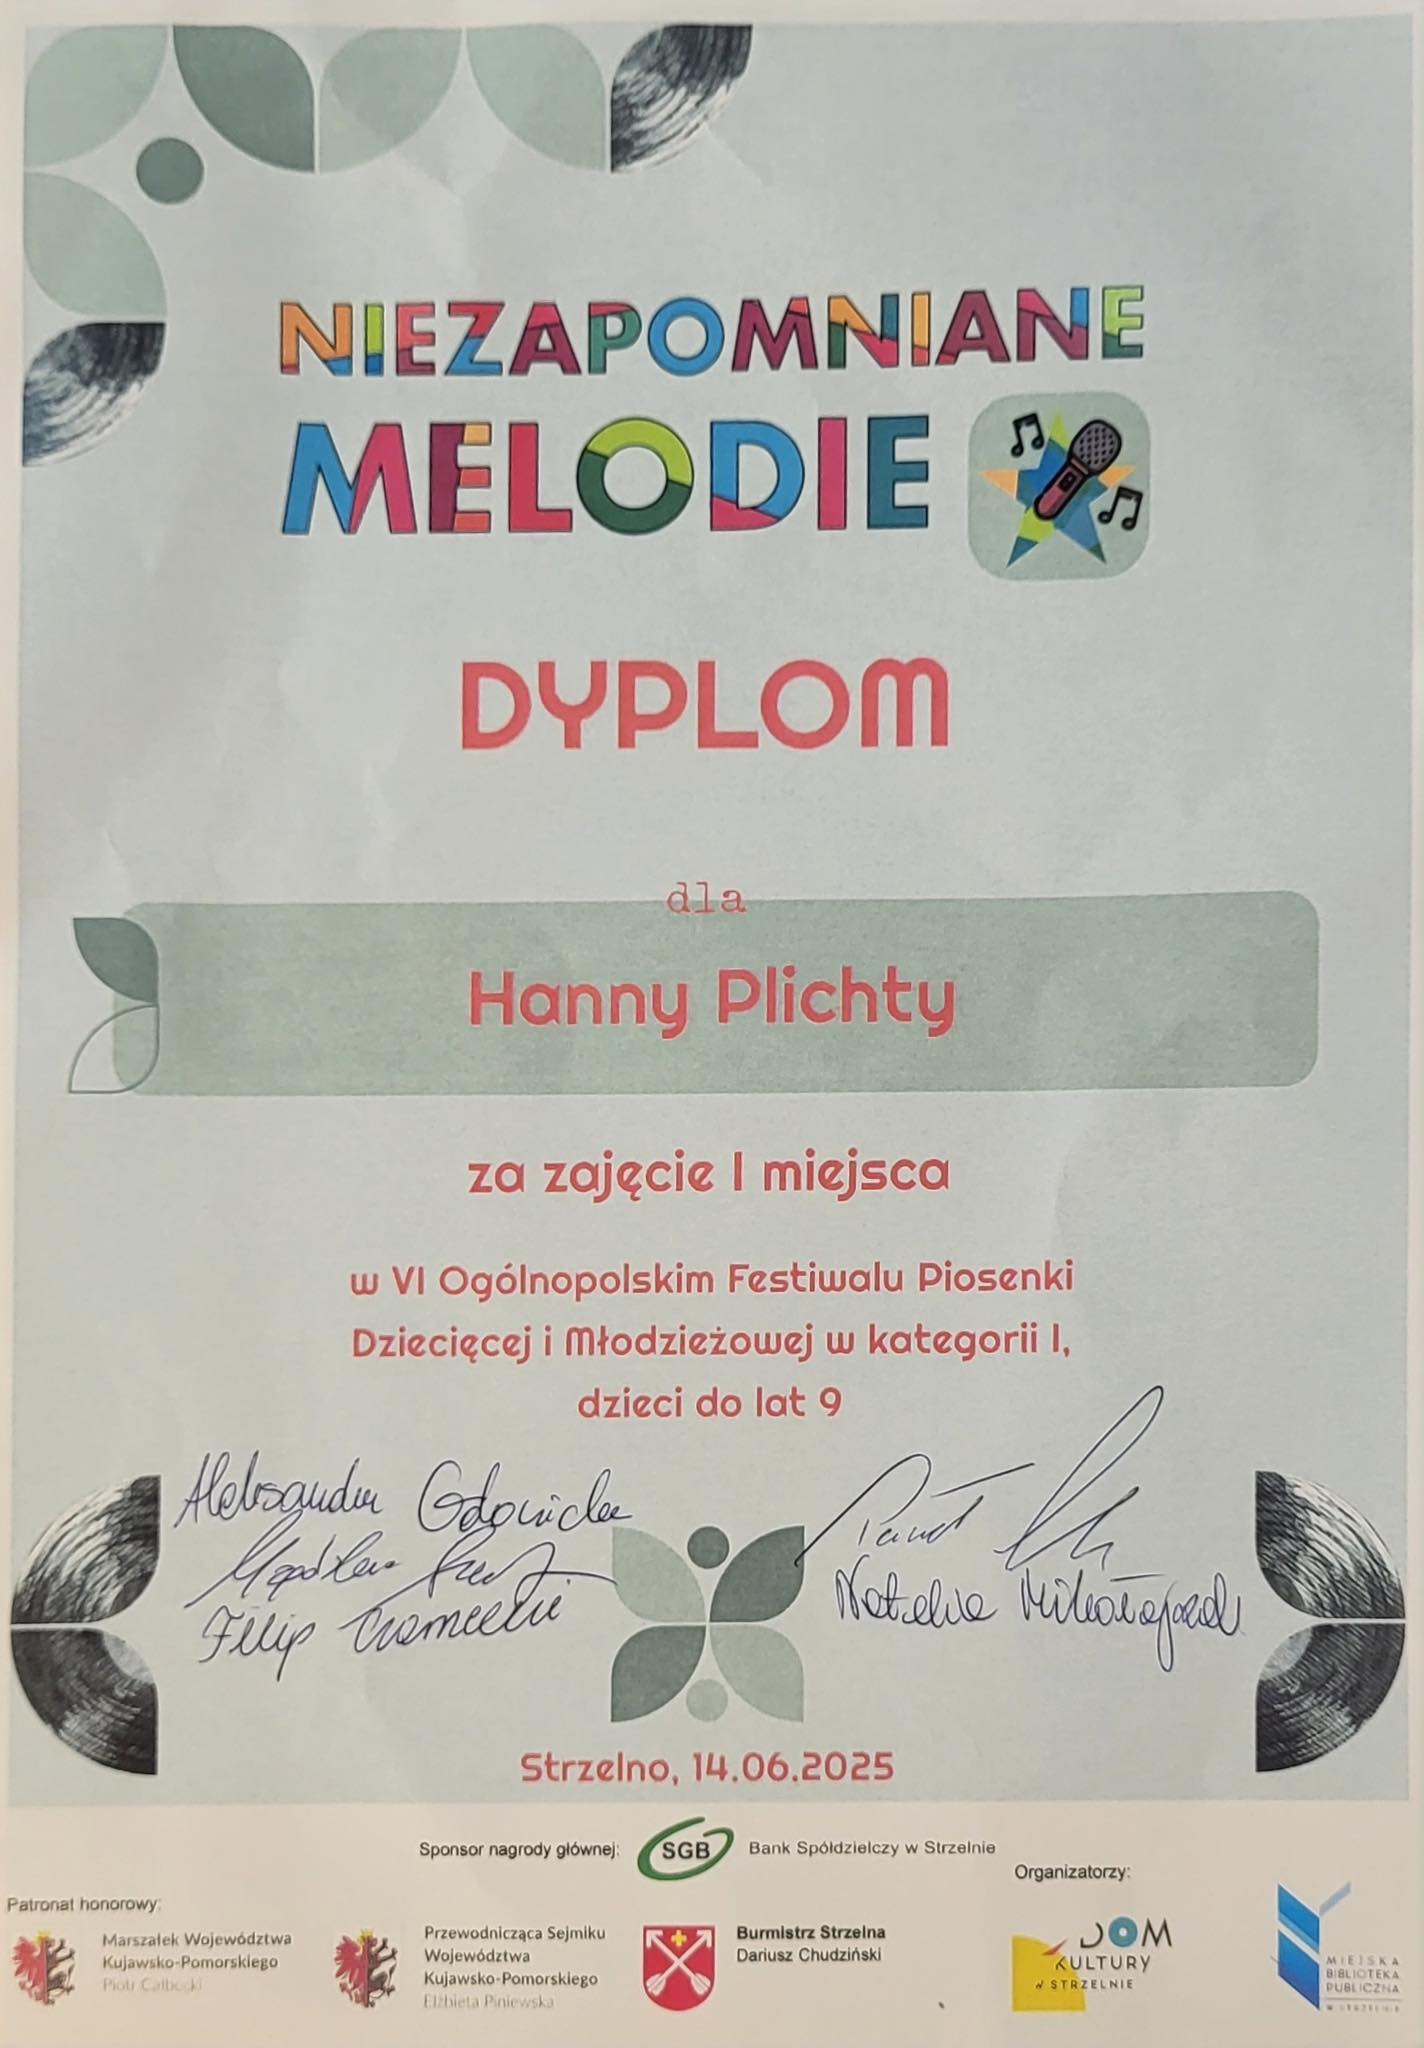 NIEZAPOMNIANE
MELODIE
DYPLOM
dla
Hanny Plichty
za zajęcie I miejsca
w VI Ogólnopolskim Festiwalu Piosenki
Dziecięcej i Młodzieżowej w kategorii I,
dzieci do lat 9
Aleksandra
Filip
Natalia
Strzelno, 14.06.2025
Sponsor nagrody głównej: SGB Bank Spółdzielczy w Strzelnie
Patronat honorowy:
Marszałek Województwa
Kujawsko-Pomorskiego
Piotr Całbecki
Przewodnicząca Sejmiku
Województwa
Kujawsko-Pomorskiego
Elżbieta Piniewska
Burmistrz Strzelna
Dariusz Chudziński
Organizatorzy:
DOM
KULTURY
W STRZELNIE
MIEJSKA
BIBLIOTEKA
PUBLICZNA
W STRZELNIE